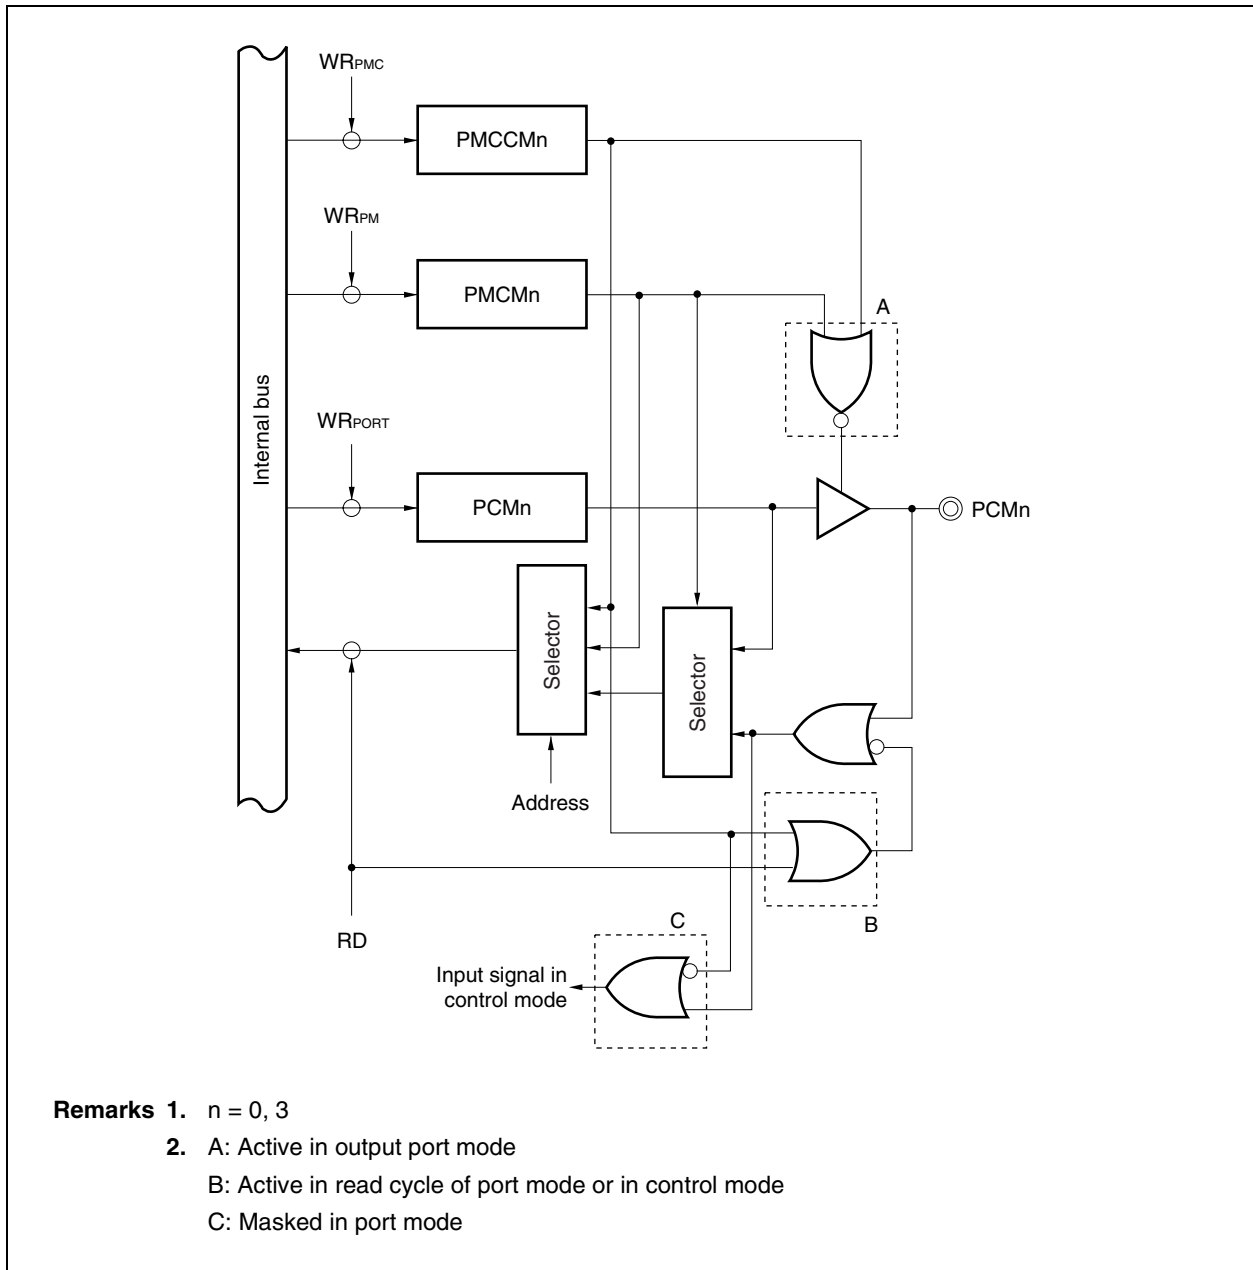 WRPMC
PMCCMn
WRPM
PMCMn
A
Internal bus
WRPORT
PCMn
PCMn
Selector
Selector
Address
B
RD
C
Input signal in
control mode
Remarks 1. n = 0, 3
2. A: Active in output port mode
B: Active in read cycle of port mode or in control mode
C: Masked in port mode